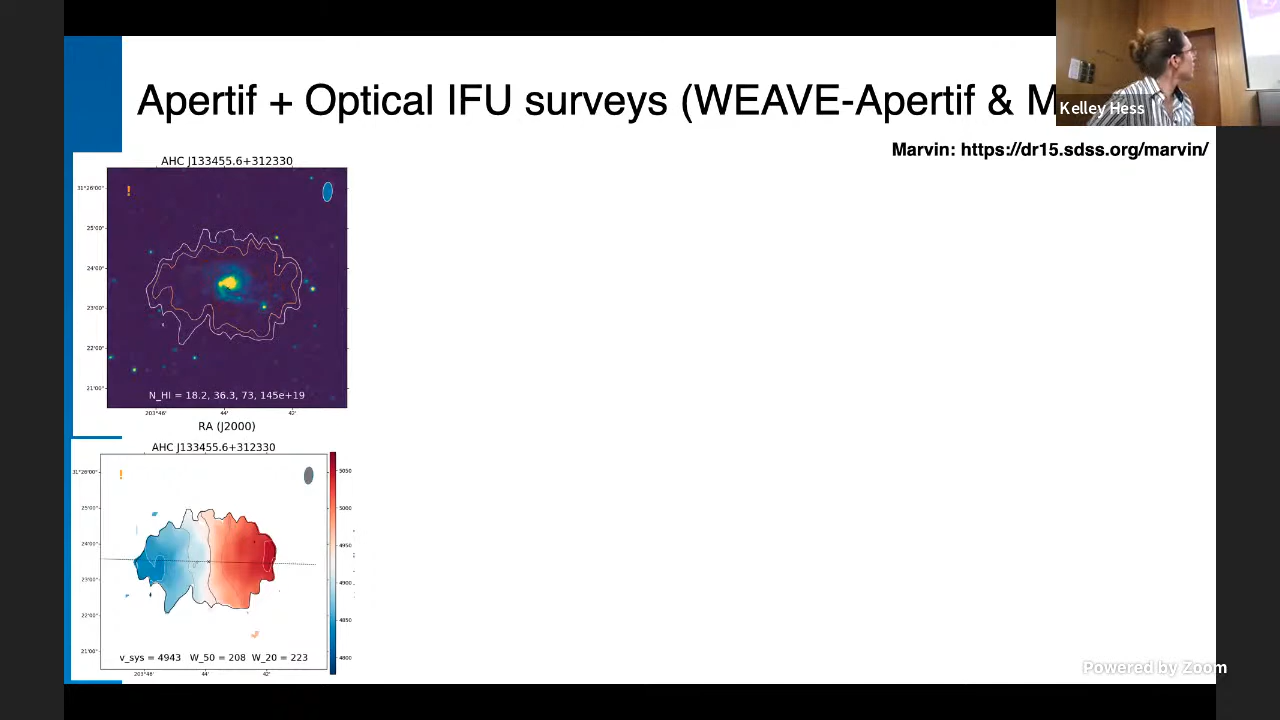 Apertif + Optical IFU surveys (WEAVE-Apertif & M
Kelley Hess
Marvin: https://dr15.sdss.org/marvin/
AHC J133455.6+312330
!
31°26'00"
25'00"
24'00"
23'00"
22'00"
21'00"
N_HI = 18.2, 36.3, 73, 145e+19
203°46' 44' 42'
RA (J2000)
AHC J133455.6+312330
!
31°26'00"
25'00"
24'00"
23'00"
22'00"
21'00"
5050
5000
4950
4900
4850
4800
v_sys = 4943 W_50 = 208 W_20 = 223
203°46' 44' 42'
Powered by Zoom